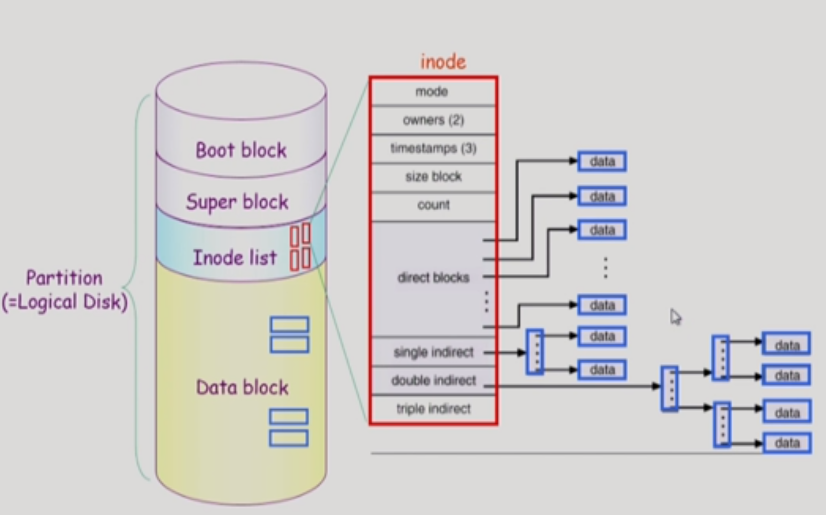 Partition
(=Logical Disk)
Boot block
Super block
Inode list
Data block
inode
mode
owners (2)
timestamps (3)
size block
count
direct blocks
single indirect
double indirect
triple indirect
data
data
data
data
data
data
data
data
data
data